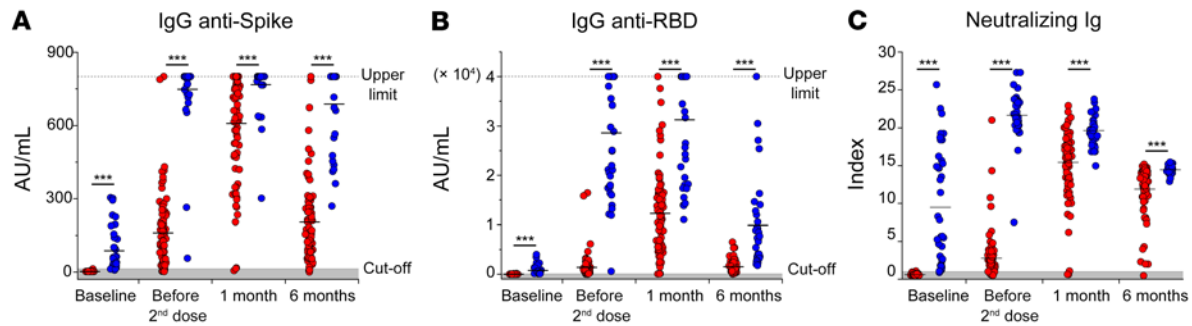 A IgG anti-Spike
900
600
300
0
AU/mL
***
***
***
***
Upper
limit
Cut-off
Baseline Before 1 month 6 months
2nd dose
B IgG anti-RBD
(× 10⁴) 4
3
2
1
0
AU/mL
***
***
***
***
Upper
limit
Cut-off
Baseline Before 1 month 6 months
2nd dose
C Neutralizing Ig
30
25
20
15
10
5
0
Index
***
***
***
***
Baseline Before 1 month 6 months
2nd dose